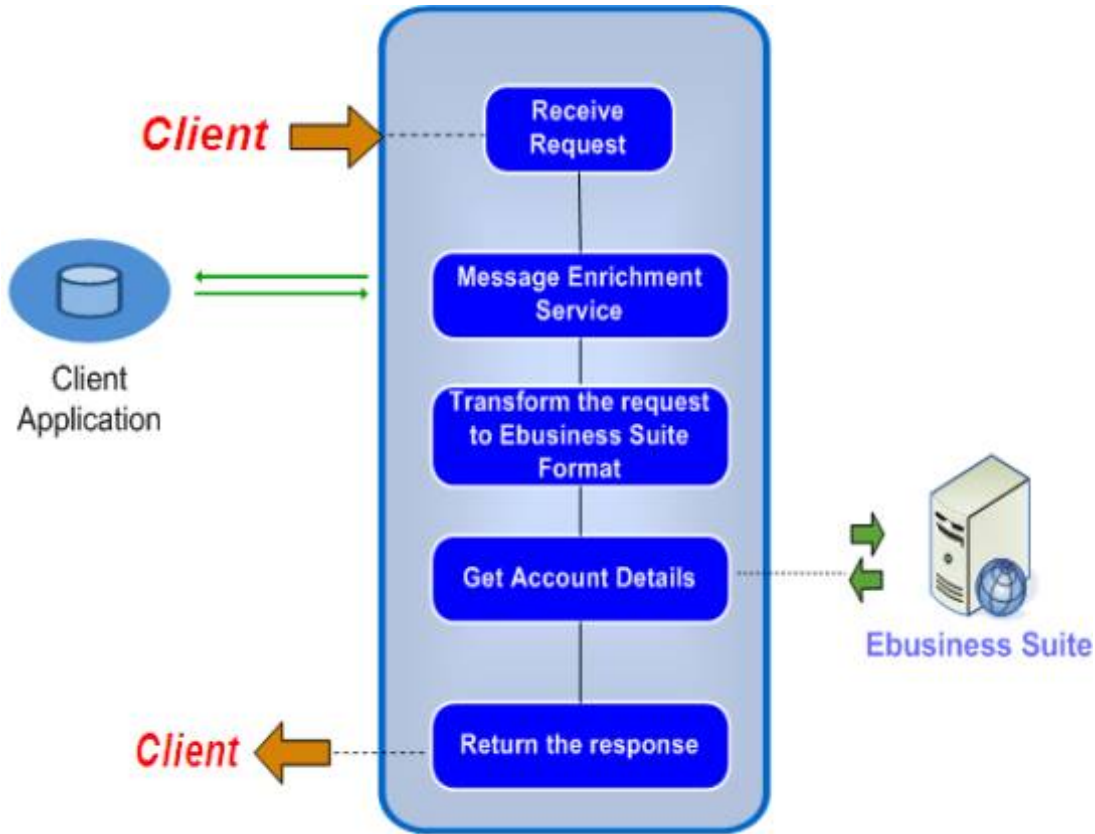 Receive
Request
Client
Message Enrichment
Service
Client
Application
Transform the request
to Ebusiness Suite
Format
Get Account Details
Ebusiness Suite
Return the response
Client